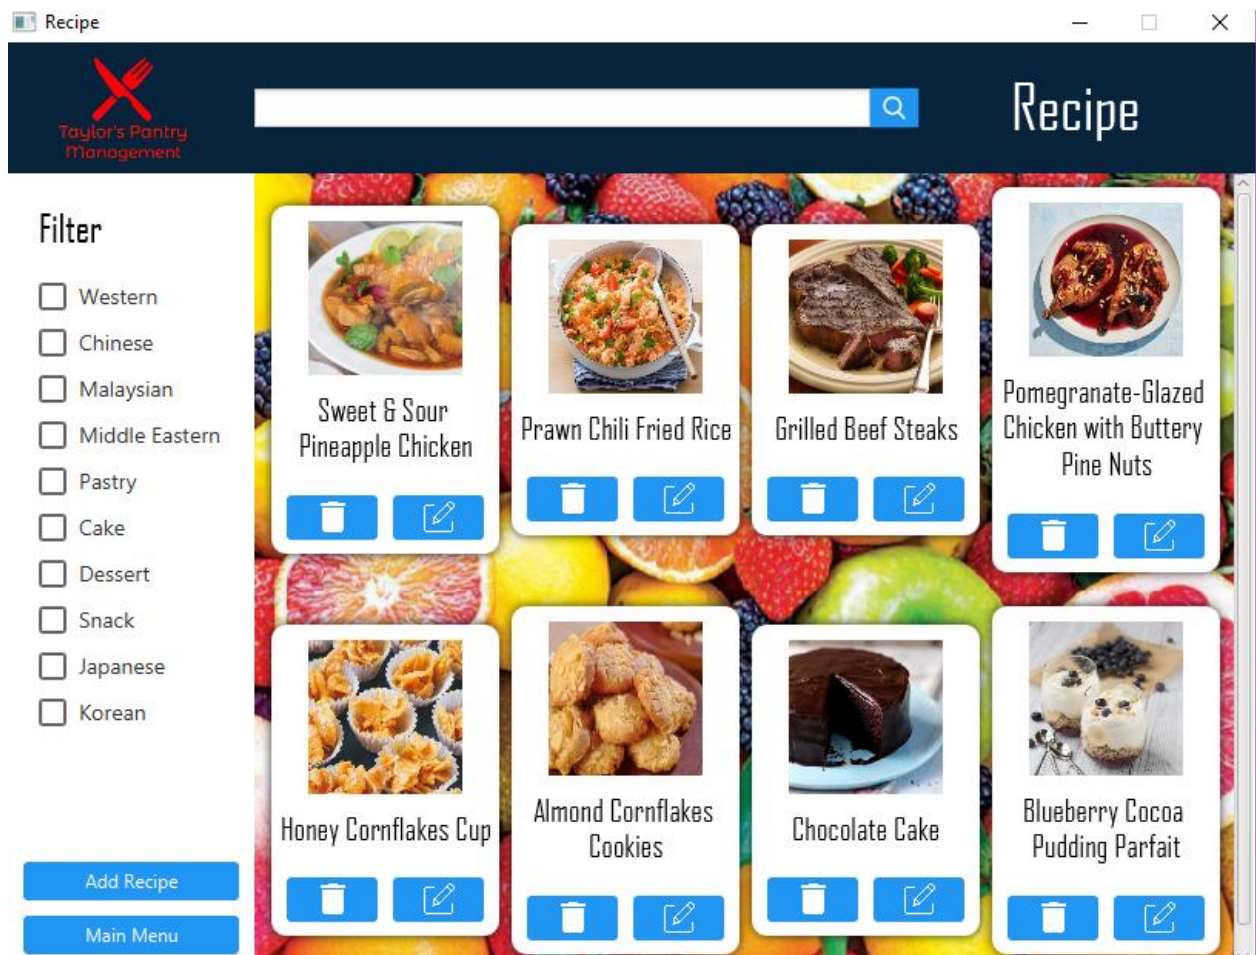 Recipe
Taylor's Pantry
Management
Recipe
Filter
Western
Chinese
Malaysian
Middle Eastern
Pastry
Cake
Dessert
Snack
Japanese
Korean
Add Recipe
Main Menu
Sweet & Sour
Pineapple Chicken
Prawn Chili Fried Rice
Grilled Beef Steaks
Pomegranate-Glazed
Chicken with Buttery
Pine Nuts
Honey Cornflakes Cup
Almond Cornflakes
Cookies
Chocolate Cake
Blueberry Cocoa
Pudding Parfait